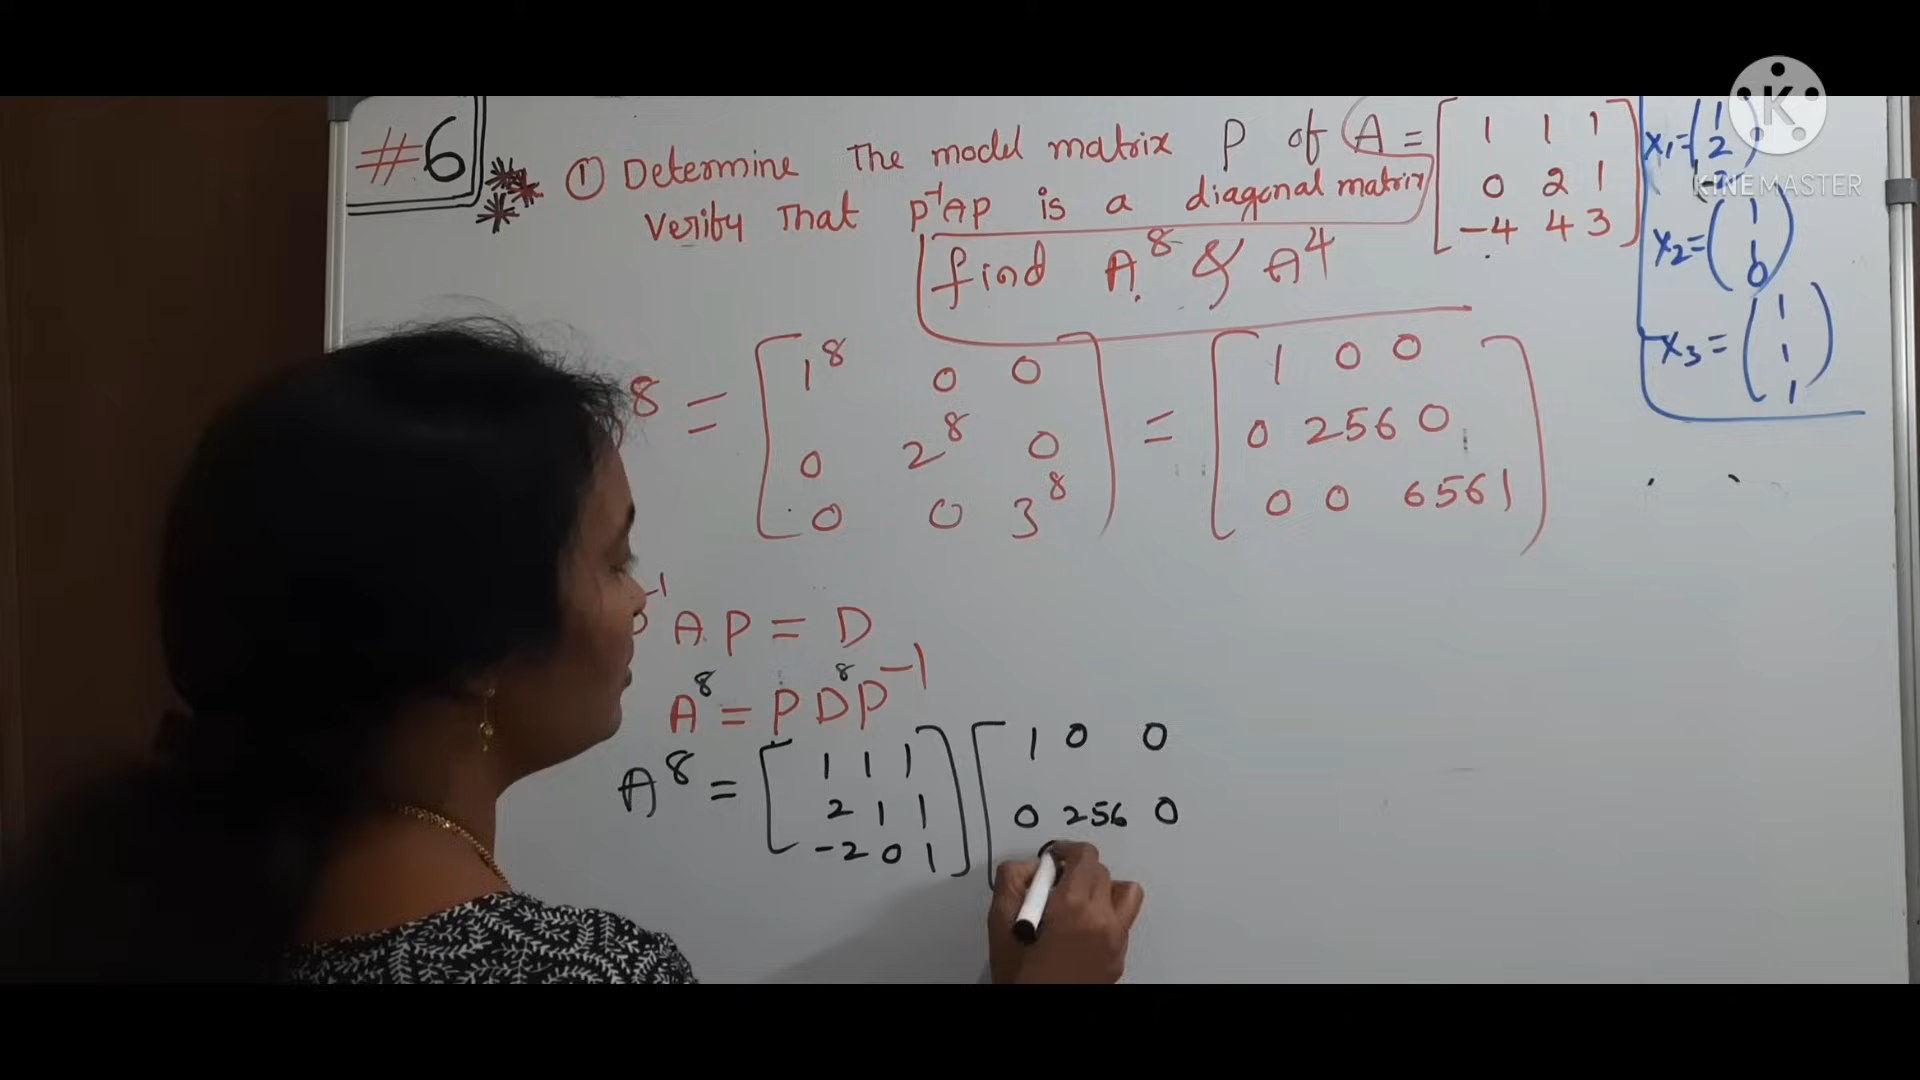 #6
① Determine The model matrix P of A = [1 1 1
0 2 1
-4 4 3]
Verify That P⁻¹AP is a diagonal matrix
find A⁸ & A⁴
X₁ = (1
2
X₂ = (1
1
0)
X₃ = (1
1
1)
K
KINEMASTER
⁸ = [1⁸ 0 0
0 2⁸ 0
0 0 3⁸] = [1 0 0
0 256 0
0 0 6561]
⁻¹AP = D
A⁸ = P D⁸ P⁻¹
A⁸ = [1 1 1
2 1 1
-2 0 1] [1 0 0
0 256 0